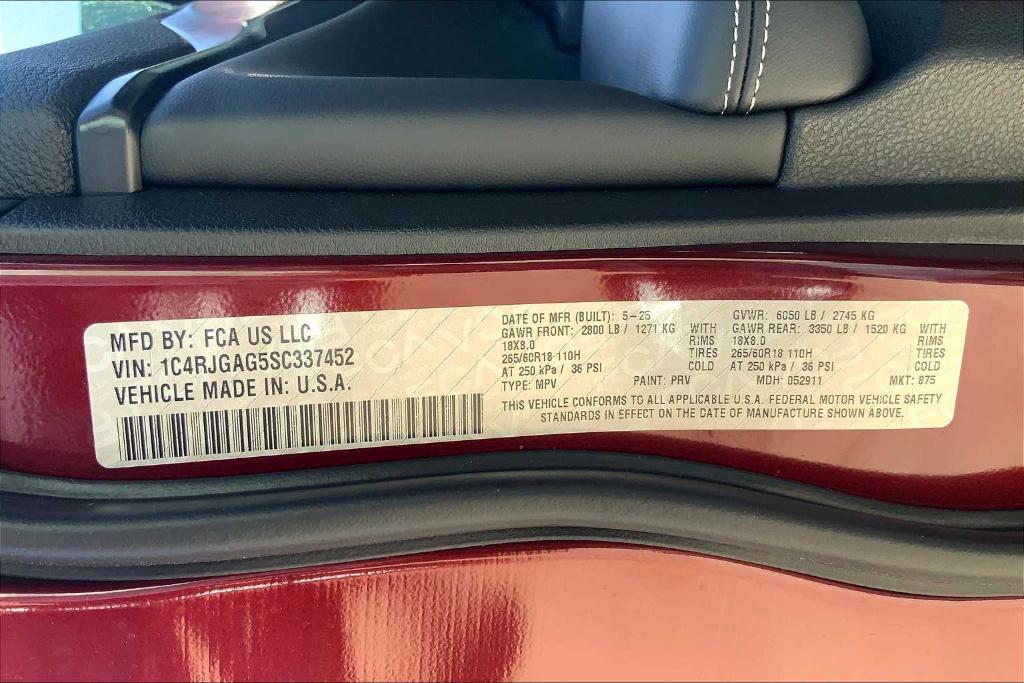 MFD BY: FCA US LLC
VIN: 1C4RJGAG5SC337452
VEHICLE MADE IN: U.S.A.
DATE OF MFR (BUILT): 5-25 GVWR: 6050 LB / 2745 KG
GAWR FRONT: 2800 LB / 1271 KG WITH GAWR REAR: 3350 LB / 1520 KG WITH
18X8.0 RIMS 18X8.0 RIMS
265/60R18 110H TIRES 265/60R18 110H TIRES
AT 250 kPa / 36 PSI COLD AT 250 kPa / 36 PSI COLD
TYPE: MPV PAINT: PRV MDH: 052911 MKT: 875
THIS VEHICLE CONFORMS TO ALL APPLICABLE U.S.A. FEDERAL MOTOR VEHICLE SAFETY
STANDARDS IN EFFECT ON THE DATE OF MANUFACTURE SHOWN ABOVE.